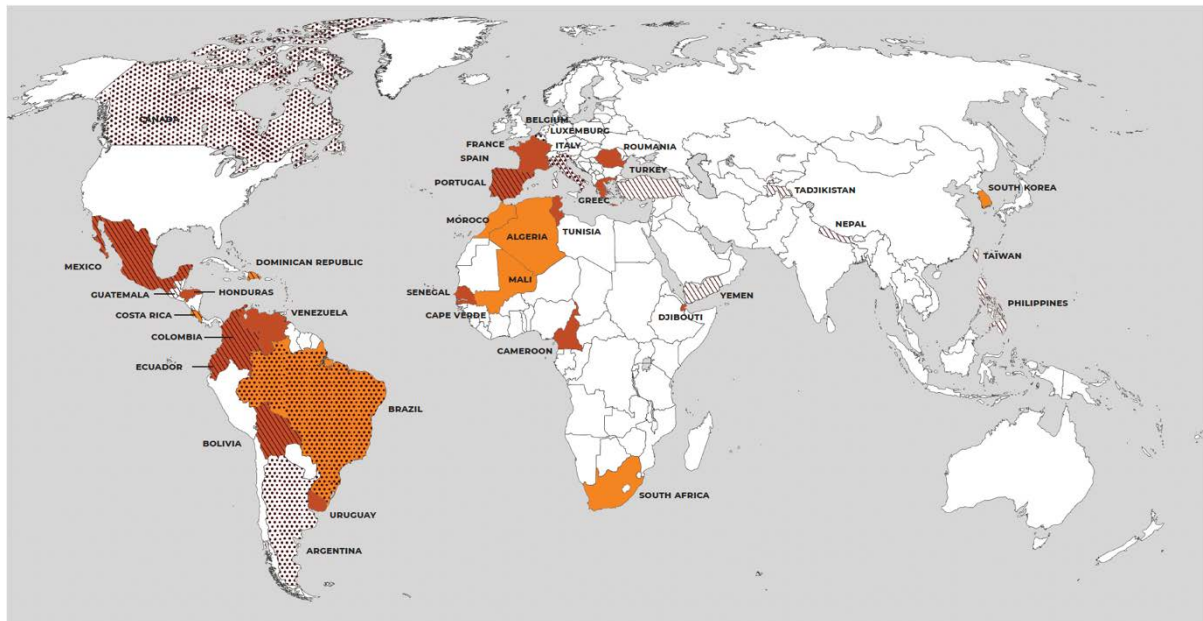 CANADA
BELGIUM
LUXEMBURG
FRANCE
ITALY
ROUMANIA
SPAIN
TURKEY
PORTUGAL
GREEC
TADJIKISTAN
SOUTH KOREA
MOROCO
ALGERIA
TUNISIA
NEPAL
TAÏWAN
MEXICO
DOMINICAN REPUBLIC
MALI
GUATEMALA
HONDURAS
SENEGAL
YEMEN
PHILIPPINES
COSTA RICA
VENEZUELA
CAPE VERDE
DJIBOUTI
COLOMBIA
CAMEROON
ECUADOR
BRAZIL
BOLIVIA
SOUTH AFRICA
URUGUAY
ARGENTINA